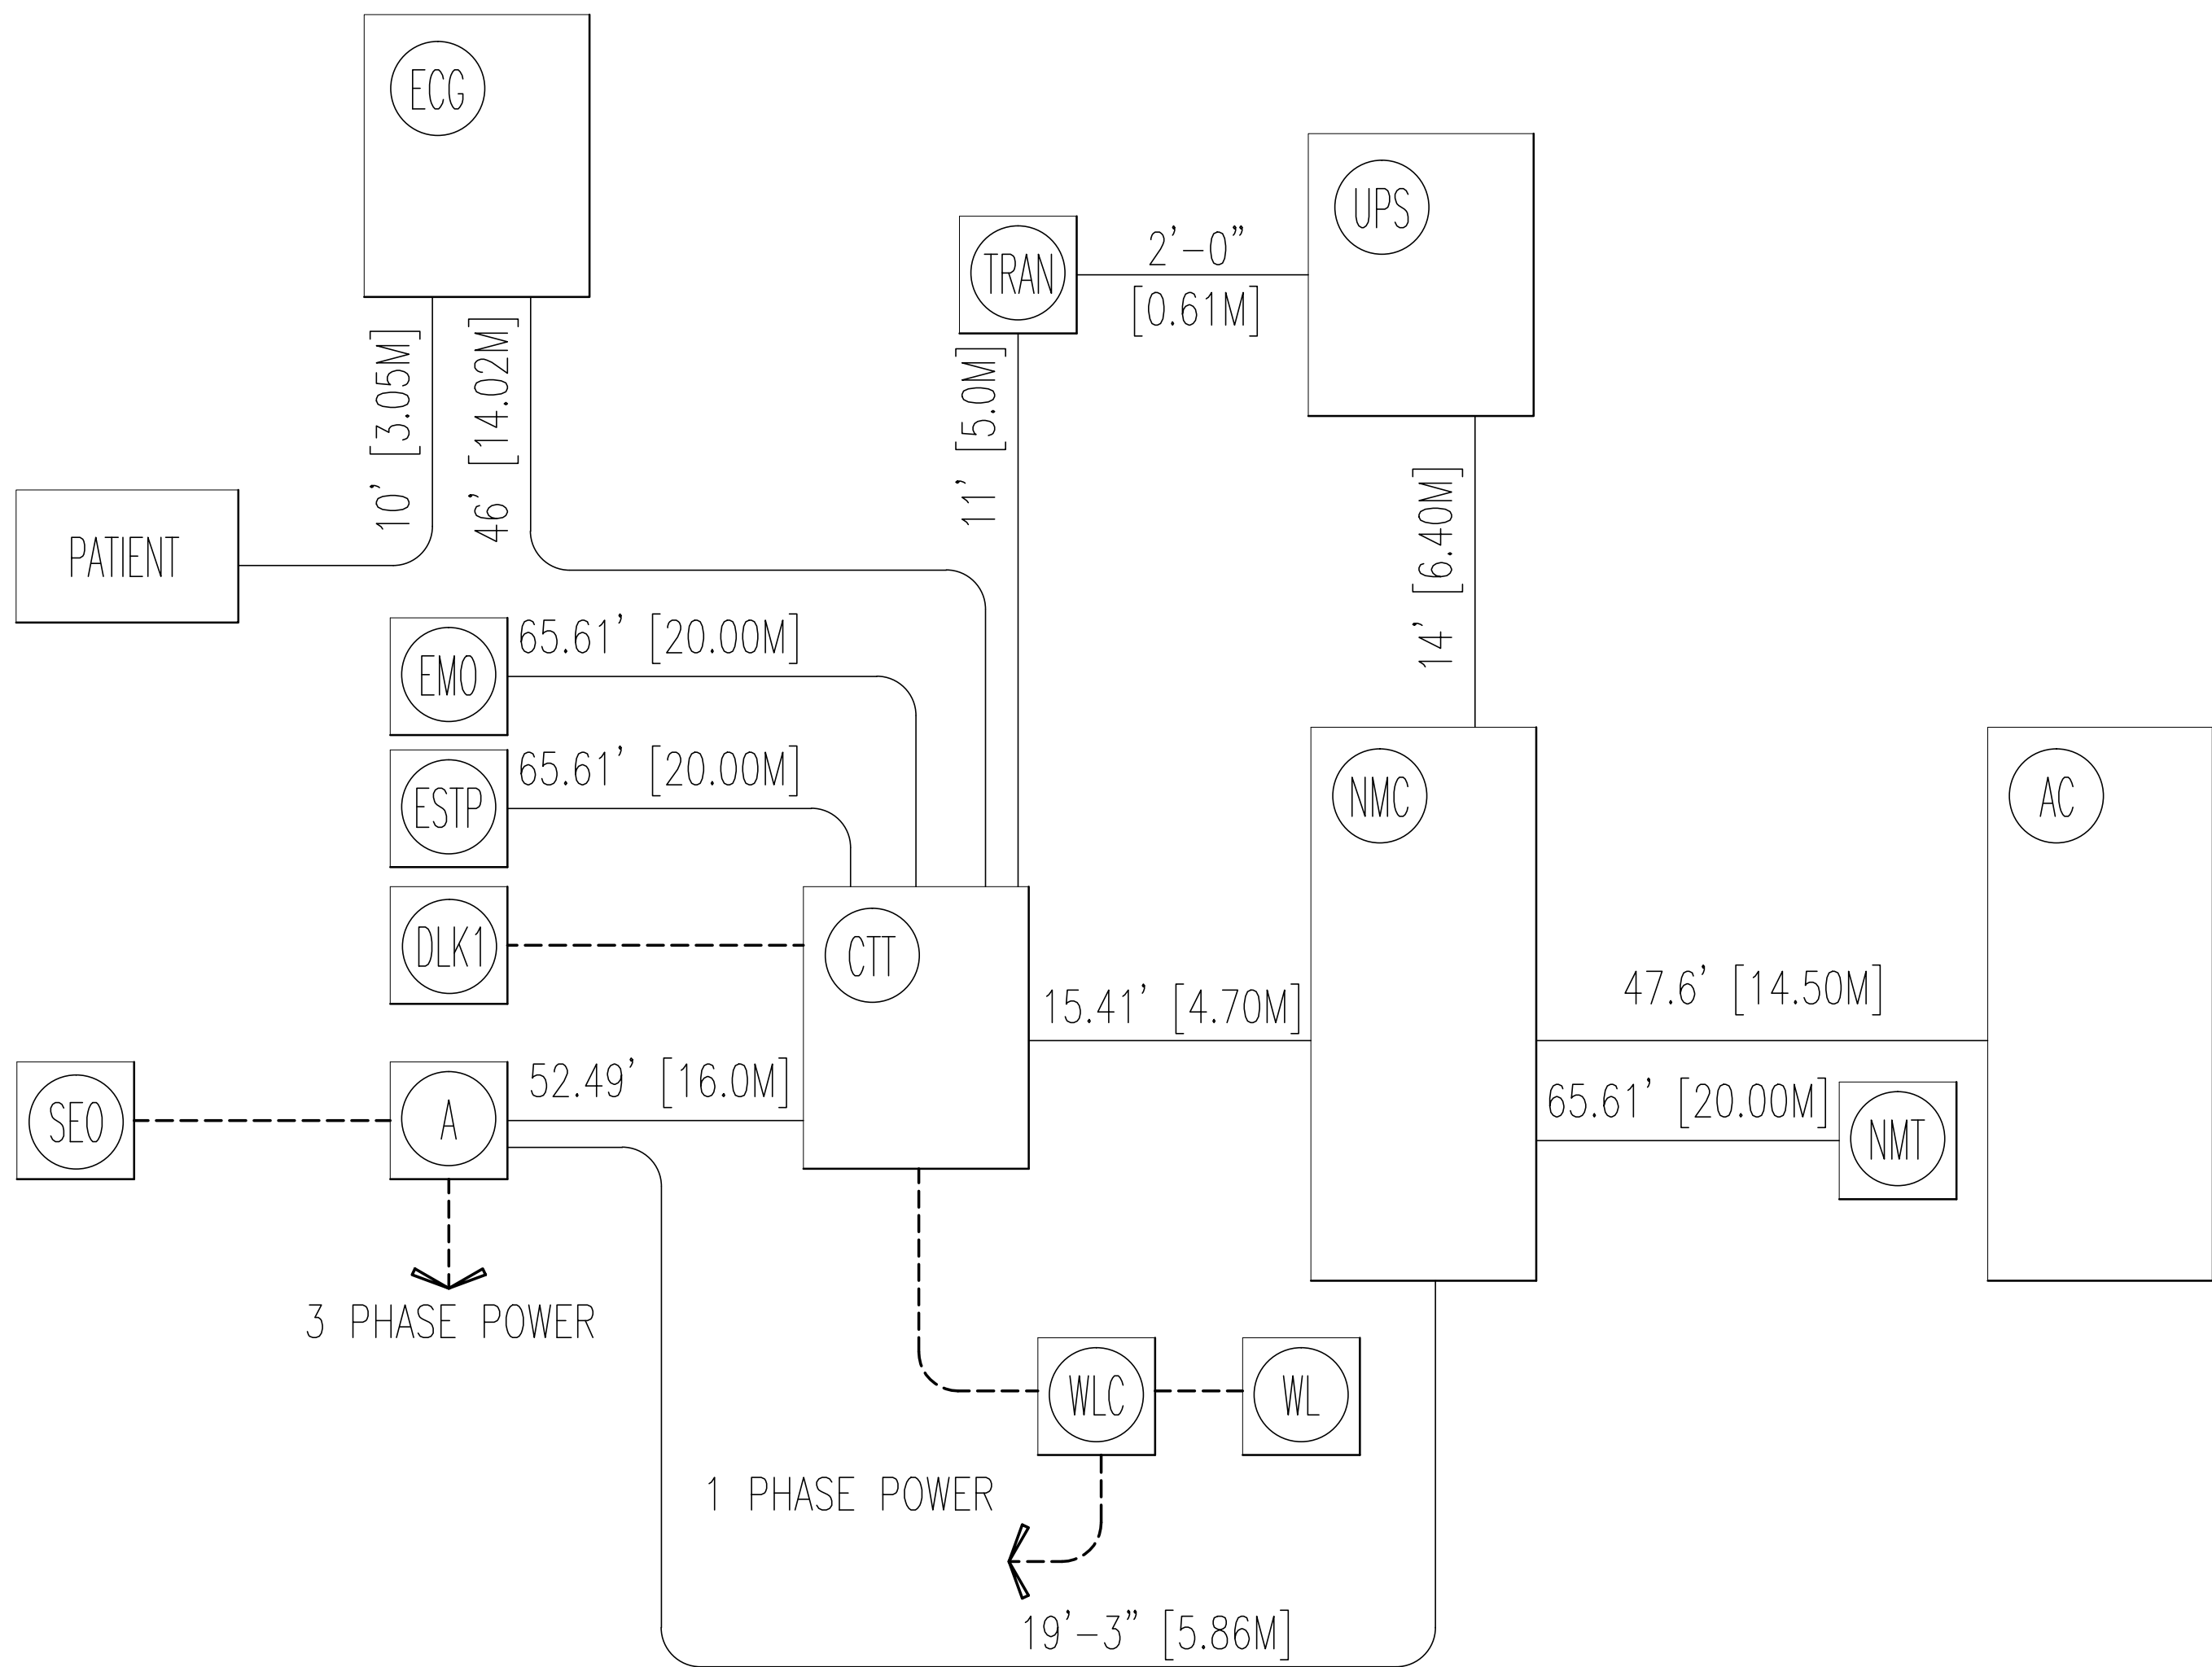 ECG
UPS
TRAN
2'-0"
[0.61M]
10' [3.05M]
46' [14.02M]
11' [5.0M]
14' [6.40M]
PATIENT
EMO
65.61' [20.00M]
ESTP
65.61' [20.00M]
NMC
AC
DLK1
CTT
15.41' [4.70M]
47.6' [14.50M]
SEO
A
52.49' [16.0M]
65.61' [20.00M]
NMT
3 PHASE POWER
WLC
WL
1 PHASE POWER
19'-3" [5.86M]